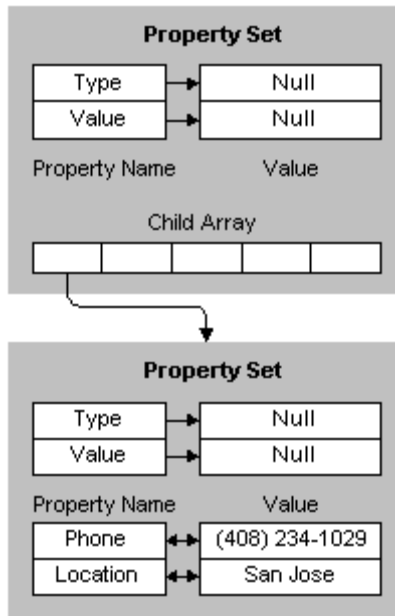 Property Set
Type Null
Value Null
Property Name Value
Child Array
Property Set
Type Null
Value Null
Property Name Value
Phone (408) 234-1029
Location San Jose